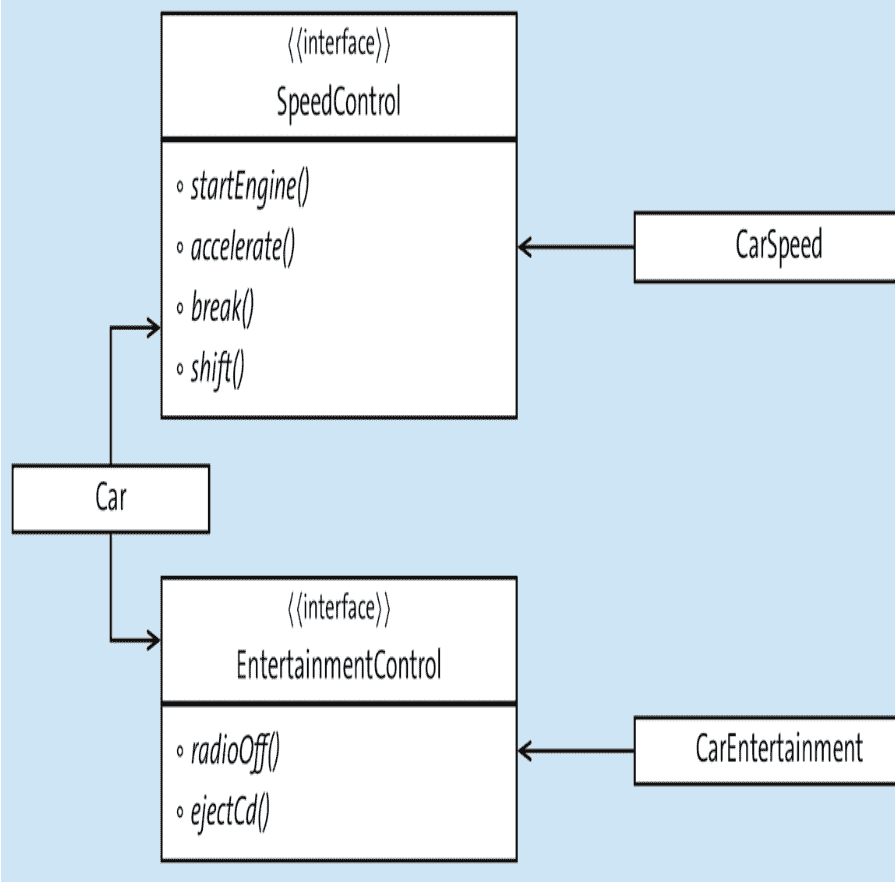 ⟨⟨interface⟩⟩
SpeedControl
startEngine()
accelerate()
break()
shift()
CarSpeed
Car
⟨⟨interface⟩⟩
EntertainmentControl
radioOff()
ejectCd()
CarEntertainment